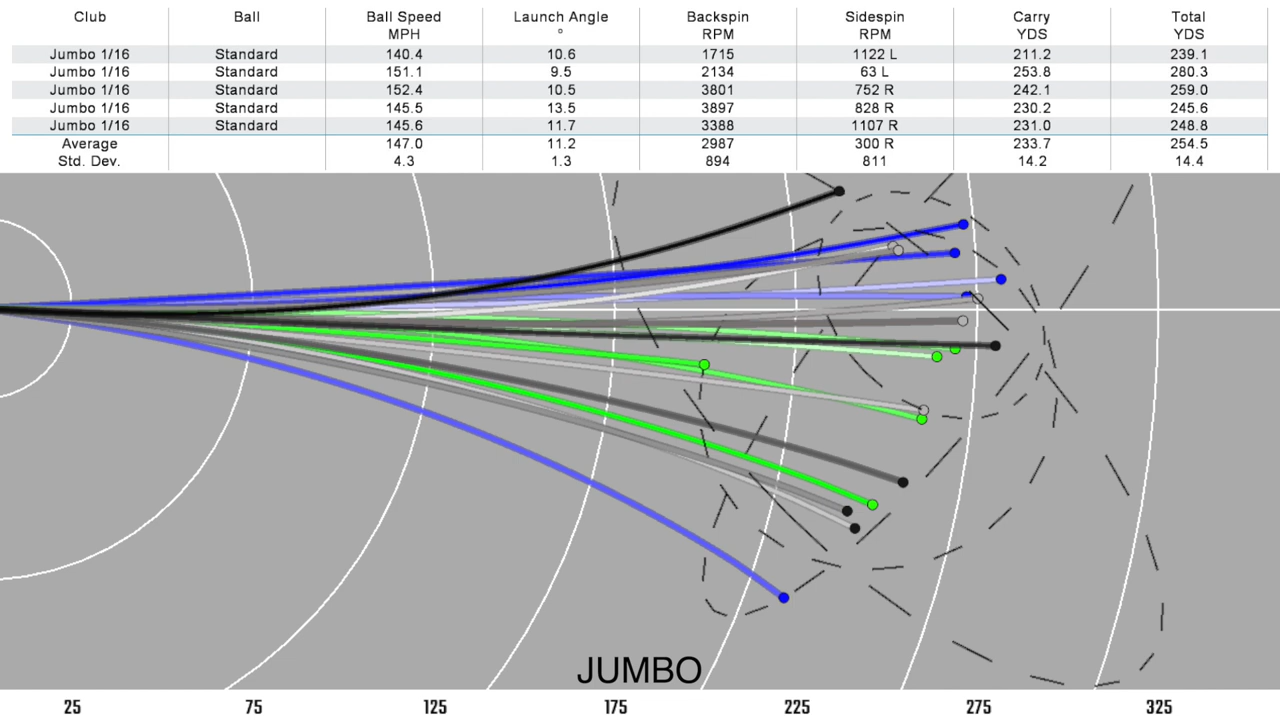 Club Ball Ball Speed Launch Angle Backspin Sidespin Carry Total
MPH ° RPM RPM YDS YDS
Jumbo 1/16 Standard 140.4 10.6 1715 1122 L 211.2 239.1
Jumbo 1/16 Standard 151.1 9.5 2134 63 L 253.8 280.3
Jumbo 1/16 Standard 152.4 10.5 3801 752 R 242.1 259.0
Jumbo 1/16 Standard 145.5 13.5 3897 828 R 230.2 245.6
Jumbo 1/16 Standard 145.6 11.7 3388 1107 R 231.0 248.8
Average 147.0 11.2 2987 300 R 233.7 254.5
Std. Dev. 4.3 1.3 894 811 14.2 14.4
JUMBO
25 75 125 175 225 275 325